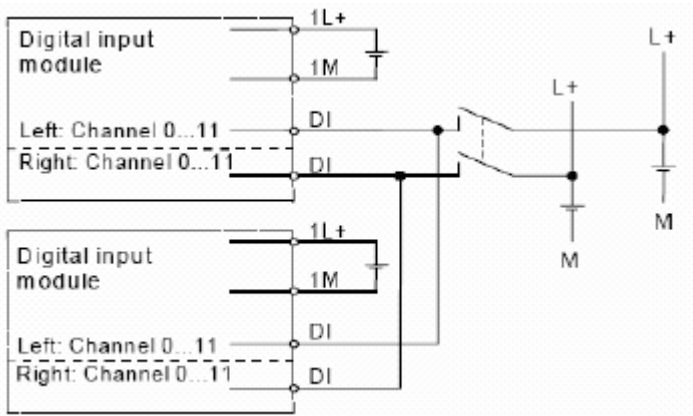 1L+
L+
Digital input
module
1M
L+
Left: Channel 0...11
DI
Right: Channel 0...11
DI
M
1L+
Digital input
module
1M
M
Left: Channel 0...11
DI
Right: Channel 0...11
DI